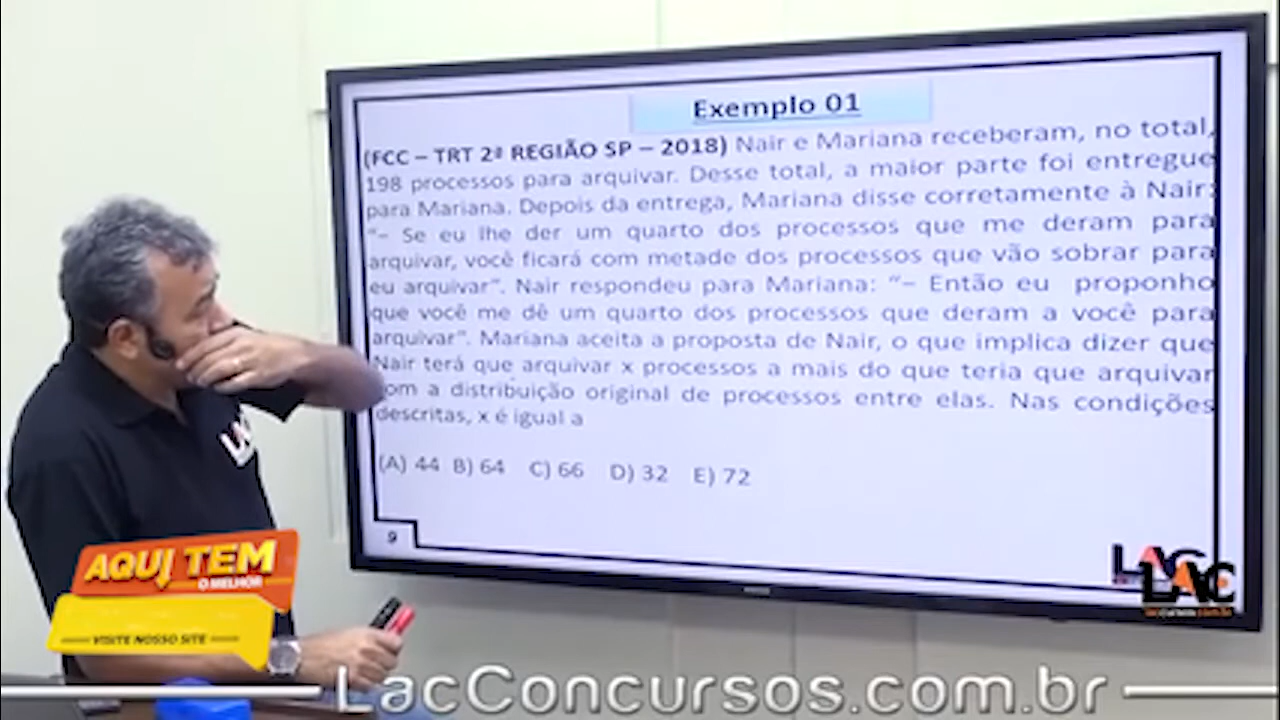 Exemplo 01
(FCC – TRT 2ª REGIÃO SP – 2018) Nair e Mariana receberam, no total,
198 processos para arquivar. Desse total, a maior parte foi entregue
para Mariana. Depois da entrega, Mariana disse corretamente à Nair:
“– Se eu lhe der um quarto dos processos que me deram para
arquivar, você ficará com metade dos processos que vão sobrar para
eu arquivar”. Nair respondeu para Mariana: “– Então eu proponho
que você me dê um quarto dos processos que deram a você para
arquivar”. Mariana aceita a proposta de Nair, o que implica dizer que
Nair terá que arquivar x processos a mais do que teria que arquivar
com a distribuição original de processos entre elas. Nas condições
descritas, x é igual a
(A) 44 B) 64 C) 66 D) 32 E) 72
9
LAC
LAC
LAC
AQUI TEM
O MELHOR
VISITE NOSSO SITE
LacConcursos.com.br